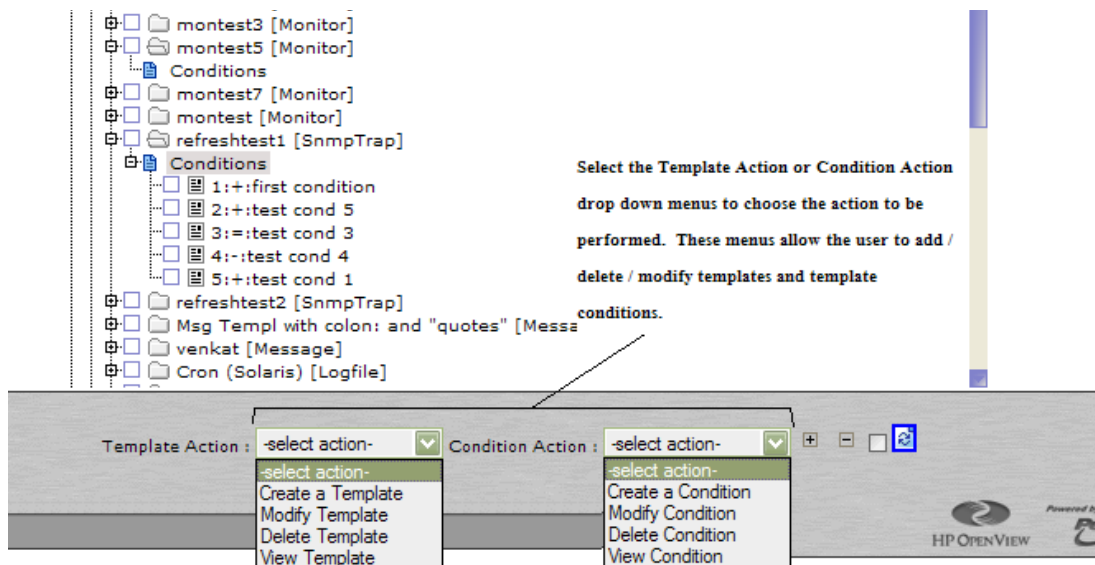 montest3 [Monitor]
montest5 [Monitor]
Conditions
montest7 [Monitor]
montest [Monitor]
refreshtest1 [SnmpTrap]
Conditions
1:+:first condition
2:+:test cond 5
3:=:test cond 3
4:-:test cond 4
5:+:test cond 1
refreshtest2 [SnmpTrap]
Msg Templ with colon: and "quotes" [Messa
venkat [Message]
Cron (Solaris) [Logfile]
Select the Template Action or Condition Action
drop down menus to choose the action to be
performed. These menus allow the user to add /
delete / modify templates and template
conditions.
Template Action : -select action- Condition Action : -select action-
-select action-
Create a Template
Modify Template
Delete Template
View Template
-select action-
Create a Condition
Modify Condition
Delete Condition
View Condition
HP OPENVIEW
Powered by